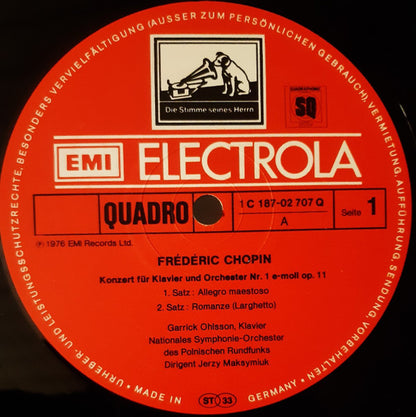 URHEBER- UND LEISTUNGSSCHUTZRECHTE, BESONDERS VERVIELFÄLTIGUNG (AUSSER ZUM PERSÖNLICHEN GEBRAUCH), VERMIETUNG, AUFFÜHRUNG, SENDUNG, VORBEHALTEN
Die Stimme seines Herrn
QUADRAPHONIC
SQ
EMI ELECTROLA
QUADRO
1 C 187-02 707 Q
A
Seite 1
℗ 1976 EMI Records Ltd.
FRÉDÉRIC CHOPIN
Konzert für Klavier und Orchester Nr. 1 e-moll op. 11
1. Satz: Allegro maestoso
2. Satz: Romanze (Larghetto)
Garrick Ohlsson, Klavier
Nationales Symphonie-Orchester
des Polnischen Rundfunks
Dirigent Jerzy Maksymiuk
• MADE IN GERMANY •
ST 33